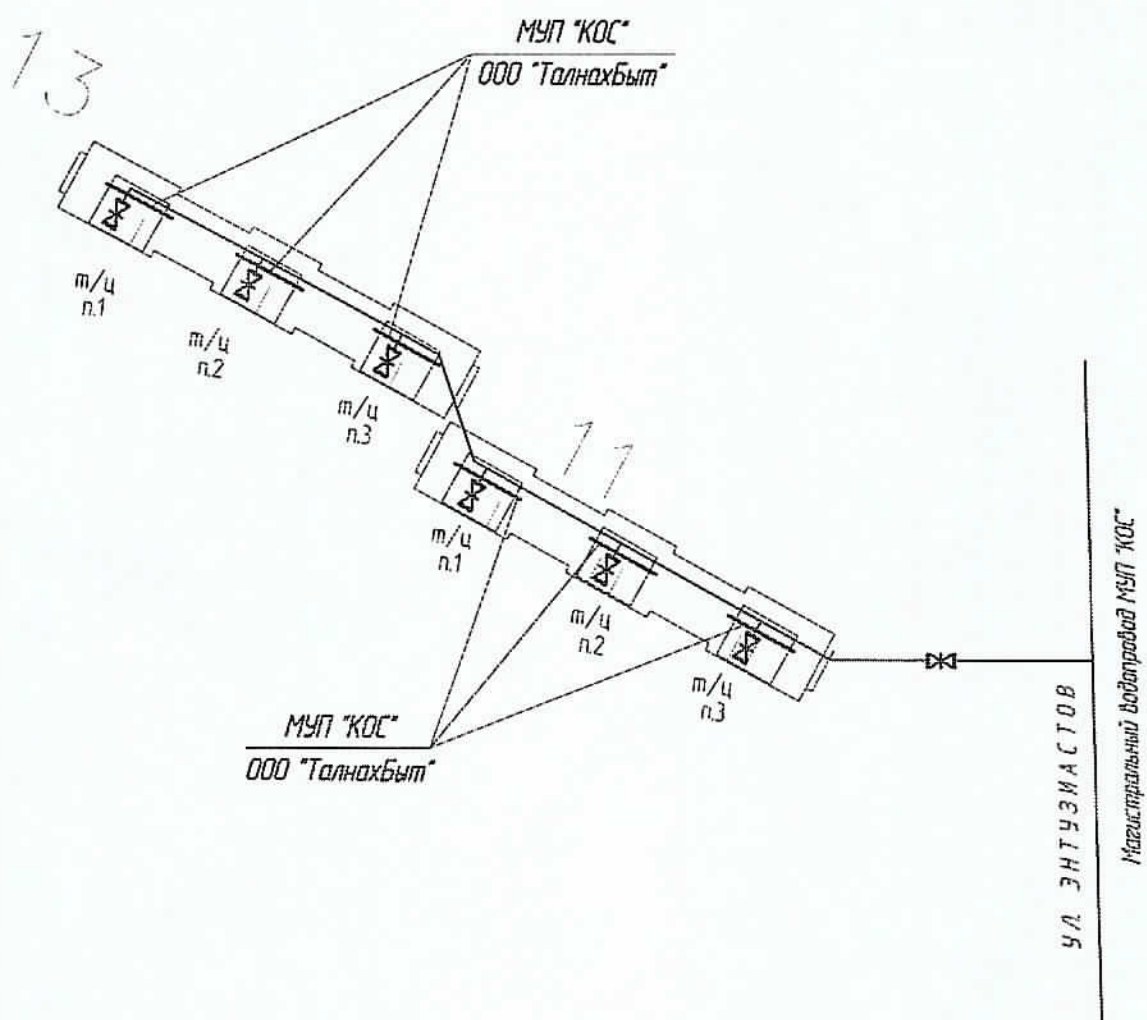 МУП "КОС"
ООО "ТалнахБыт"
13
т/ц
п.1
т/ц
п.2
т/ц
п.3
11
т/ц
п.1
т/ц
п.2
т/ц
п.3
МУП "КОС"
ООО "ТалнахБыт"
УЛ. ЭНТУЗИАСТОВ
Магистральный водопровод МУП "КОС"